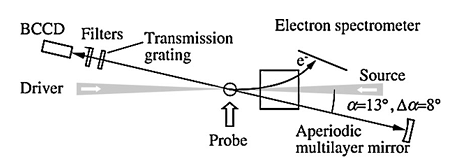 BCCD
Filters
Transmission
grating
Electron spectrometer
e-
Driver
Source
α=13°, Δα=8°
Probe
Aperiodic
multilayer mirror